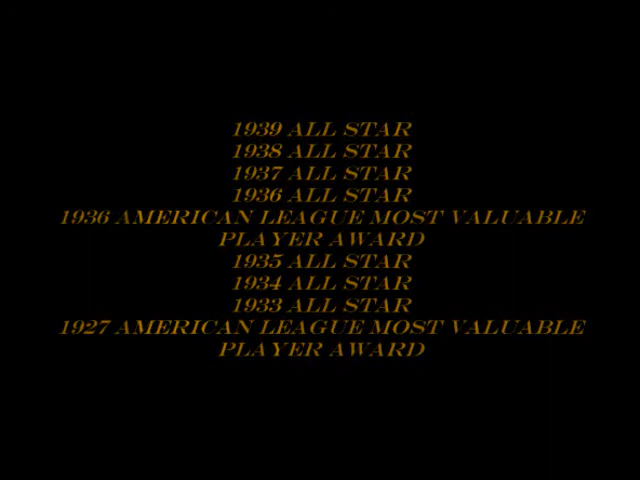 1939 ALL STAR
1938 ALL STAR
1937 ALL STAR
1936 ALL STAR
1936 AMERICAN LEAGUE MOST VALUABLE
PLAYER AWARD
1935 ALL STAR
1934 ALL STAR
1933 ALL STAR
1927 AMERICAN LEAGUE MOST VALUABLE
PLAYER AWARD